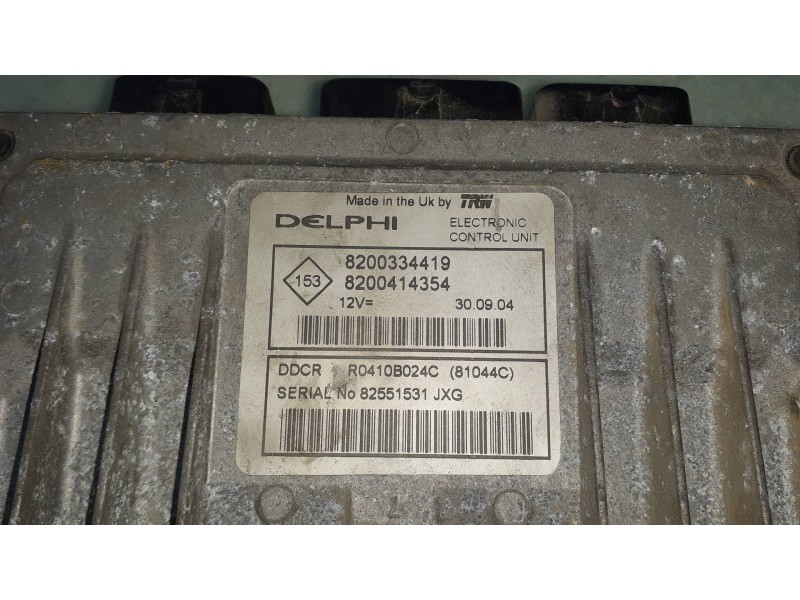 Made in the Uk by TRW
DELPHI ELECTRONIC
CONTROL UNIT
153
8200334419
8200414354
12V= 30.09.04
DDCR R0410B024C (81044C)
SERIAL No 82551531 JXG